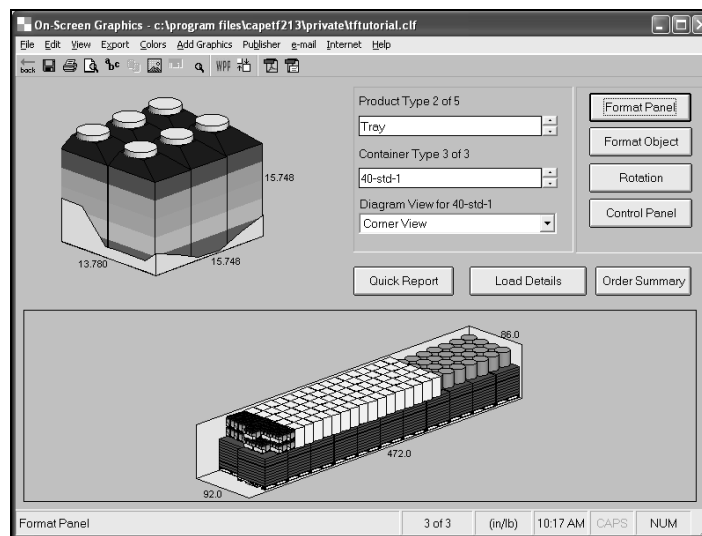 On-Screen Graphics - c:\program files\capetf213\private\tftutorial.clf
File Edit View Export Colors Add Graphics Publisher e-mail Internet Help
back abc WPF
Product Type 2 of 5
Tray
Container Type 3 of 3
40-std-1
Diagram View for 40-std-1
Corner View
Format Panel
Format Object
Rotation
Control Panel
15.748
13.780
15.748
Quick Report
Load Details
Order Summary
86.0
472.0
92.0
Format Panel
3 of 3
(in/lb)
10:17 AM
CAPS
NUM